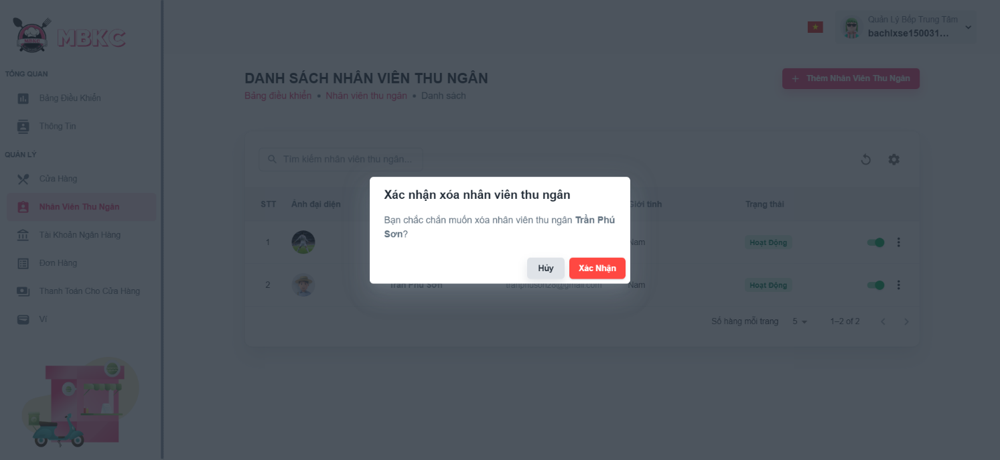 MBKC
Quản Lý Bếp Trung Tâm
bachlxse150031...
TỔNG QUAN
Bảng Điều Khiển
Thông Tin
QUẢN LÝ
Cửa Hàng
Nhân Viên Thu Ngân
Tài Khoản Ngân Hàng
Đơn Hàng
Thanh Toán Cho Cửa Hàng
Ví
DANH SÁCH NHÂN VIÊN THU NGÂN
Bảng điều khiển • Nhân viên thu ngân • Danh sách
+ Thêm Nhân Viên Thu Ngân
Tìm kiếm nhân viên thu ngân...
STT Ảnh đại diện Giới tính Trạng thái
1 Nam Hoạt Động
2 Trần Phú Sơn tranphuson28@gmail.com Nam Hoạt Động
Số hàng mỗi trang 5 1–2 of 2
Xác nhận xóa nhân viên thu ngân
Bạn chắc chắn muốn xóa nhân viên thu ngân Trần Phú
Sơn?
Hủy Xác Nhận